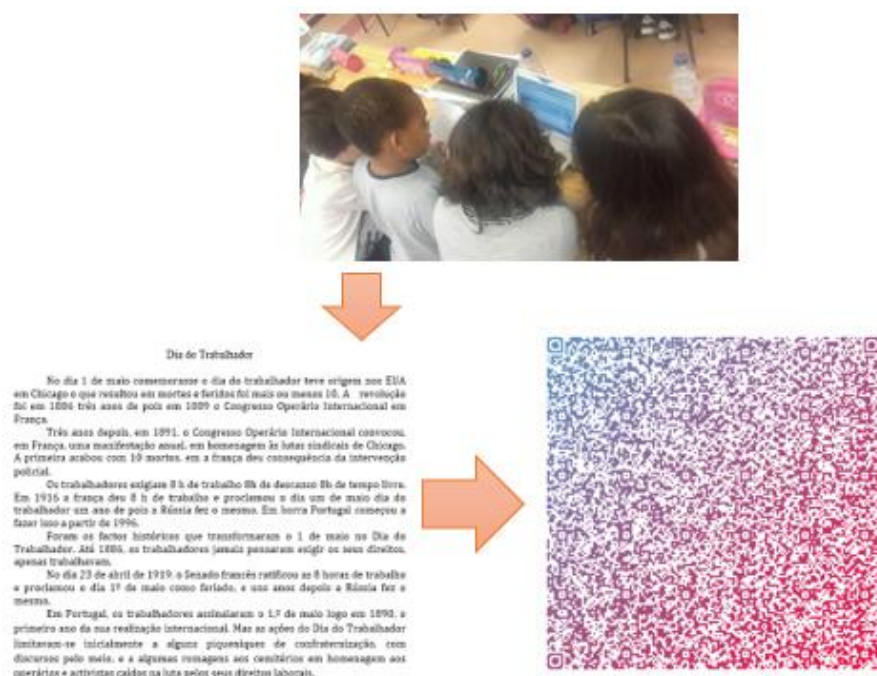 Dia do Trabalhador
No dia 1 de maio comemorasse o dia do trabalhador teve origem nos EUA
em Chicago o que resultou em mortes e feridos foi mais ou menos 10. A revolução
foi em 1886 três anos de pois em 1889 o Congresso Operário Internacional em
França.
Três anos depois, em 1891, o Congresso Operário Internacional convocou,
em França, uma manifestação anual, em homenagem às lutas sindicais de Chicago.
A primeira acabou com 10 mortos, em a frança deu consequência da intervenção
policial.
Os trabalhadores exigiam 8 h de trabalho 8h de descanso 8h de tempo livre.
Em 1916 a frança deu 8 h de trabalho e proclamou o dia um de maio dia do
trabalhador um ano de pois a Rússia fez o mesmo. Em borra Portugal começou a
fazer isso a partir de 1996.
Foram os factos históricos que transformaram o 1 de maio no Dia do
Trabalhador. Até 1886, os trabalhadores jamais pensaram exigir os seus direitos,
apenas trabalhavam.
No dia 23 de abril de 1919, o Senado francês ratificou as 8 horas de trabalho
e proclamou o dia 1º de maio como feriado, e uns anos depois a Rússia fez o
mesmo.
Em Portugal, os trabalhadores assinalaram o 1.º de maio logo em 1890, o
primeiro ano da sua realização internacional. Mas as ações do Dia do Trabalhador
limitavam-se inicialmente a alguns piqueniques de confraternização, com
discursos pelo meio, e a algumas romagens aos cemitérios em homenagem aos
operários e activistas caídos na luta pelos seus direitos laborais.